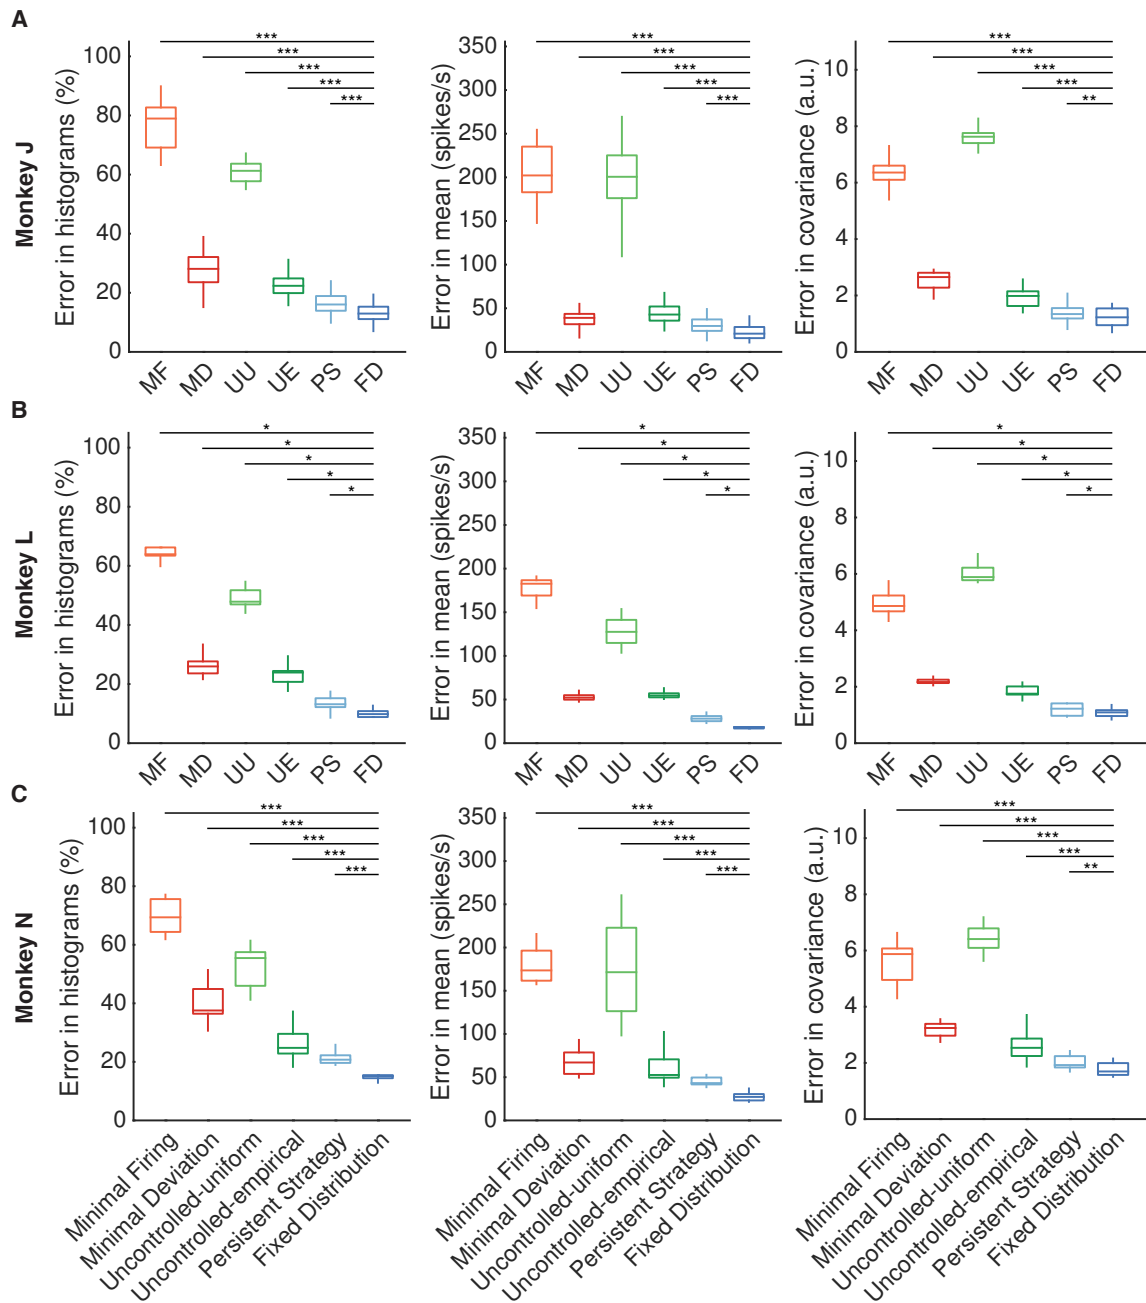 A
Monkey J
Error in histograms (%)
100
80
60
40
20
0
***
***
***
***
***
MF MD UU UE PS FD
Error in mean (spikes/s)
350
300
250
200
150
100
50
0
***
***
***
***
***
MF MD UU UE PS FD
Error in covariance (a.u.)
10
8
6
4
2
0
***
***
***
***
**
MF MD UU UE PS FD
B
Monkey L
Error in histograms (%)
100
80
60
40
20
0
*
*
*
*
*
MF MD UU UE PS FD
Error in mean (spikes/s)
350
300
250
200
150
100
50
0
*
*
*
*
*
MF MD UU UE PS FD
Error in covariance (a.u.)
10
8
6
4
2
0
*
*
*
*
*
MF MD UU UE PS FD
C
Monkey N
Error in histograms (%)
100
80
60
40
20
0
***
***
***
***
***
Minimal Firing
Minimal Deviation
Uncontrolled-uniform
Uncontrolled-empirical
Persistent Strategy
Fixed Distribution
Error in mean (spikes/s)
350
300
250
200
150
100
50
0
***
***
***
***
***
Minimal Firing
Minimal Deviation
Uncontrolled-uniform
Uncontrolled-empirical
Persistent Strategy
Fixed Distribution
Error in covariance (a.u.)
10
8
6
4
2
0
***
***
***
***
**
Minimal Firing
Minimal Deviation
Uncontrolled-uniform
Uncontrolled-empirical
Persistent Strategy
Fixed Distribution